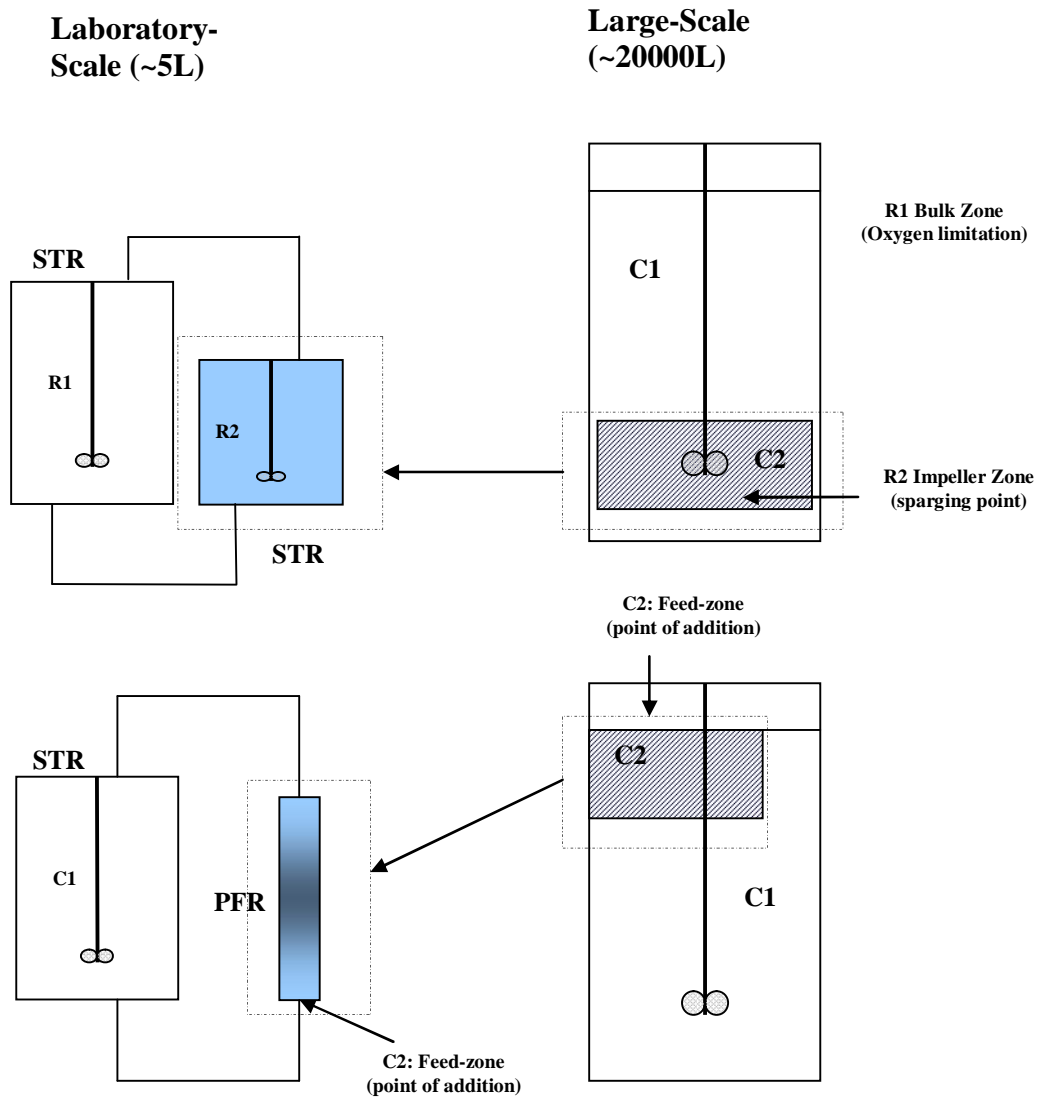 Laboratory-
Scale (~5L)
Large-Scale
(~20000L)
STR
R1
R2
STR
C1
C2
R1 Bulk Zone
(Oxygen limitation)
R2 Impeller Zone
(sparging point)
C2: Feed-zone
(point of addition)
STR
C1
PFR
C2: Feed-zone
(point of addition)
C2
C1